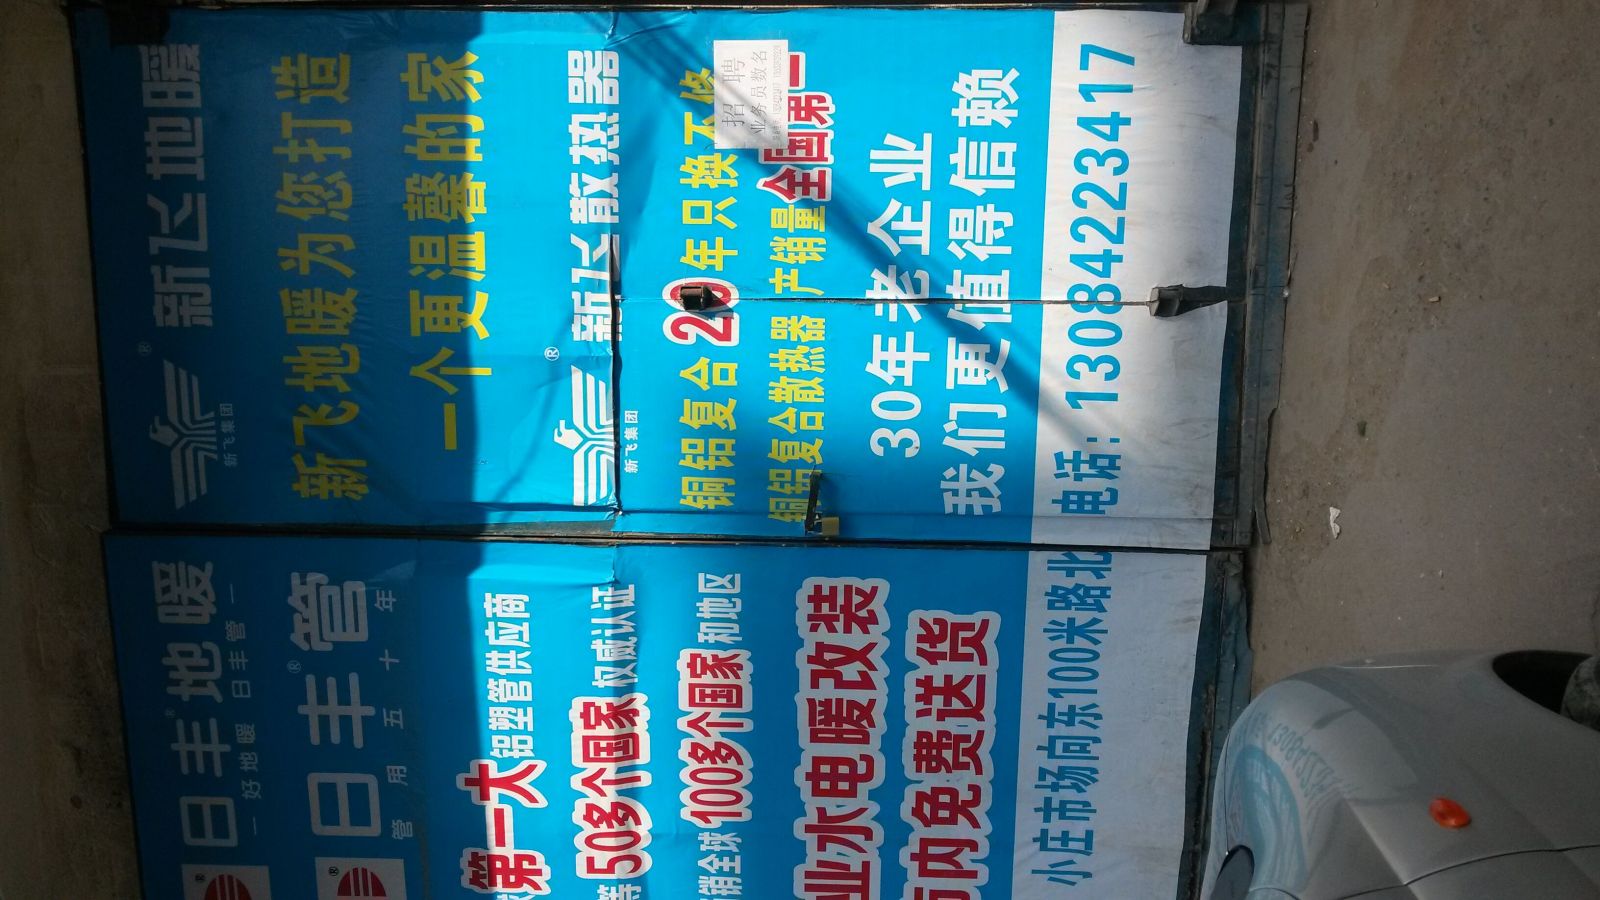 日丰地暖
一好地暖 日丰管一
日丰管
管用五十年
第一大铝塑管供应商
等50多个国家权威认证
销全球100多个国家和地区
业水电暖改装
市内免费送货
小庄市场向东100米路北
新飞地暖
新飞集团
新飞地暖为您打造
一个更温馨的家
新飞散热器
新飞集团
铜铝复合20年只换不修
铜铝复合散热器 产销量全国第一
30年老企业
我们更值得信赖
电话: 13084223417
招聘
业务员数名